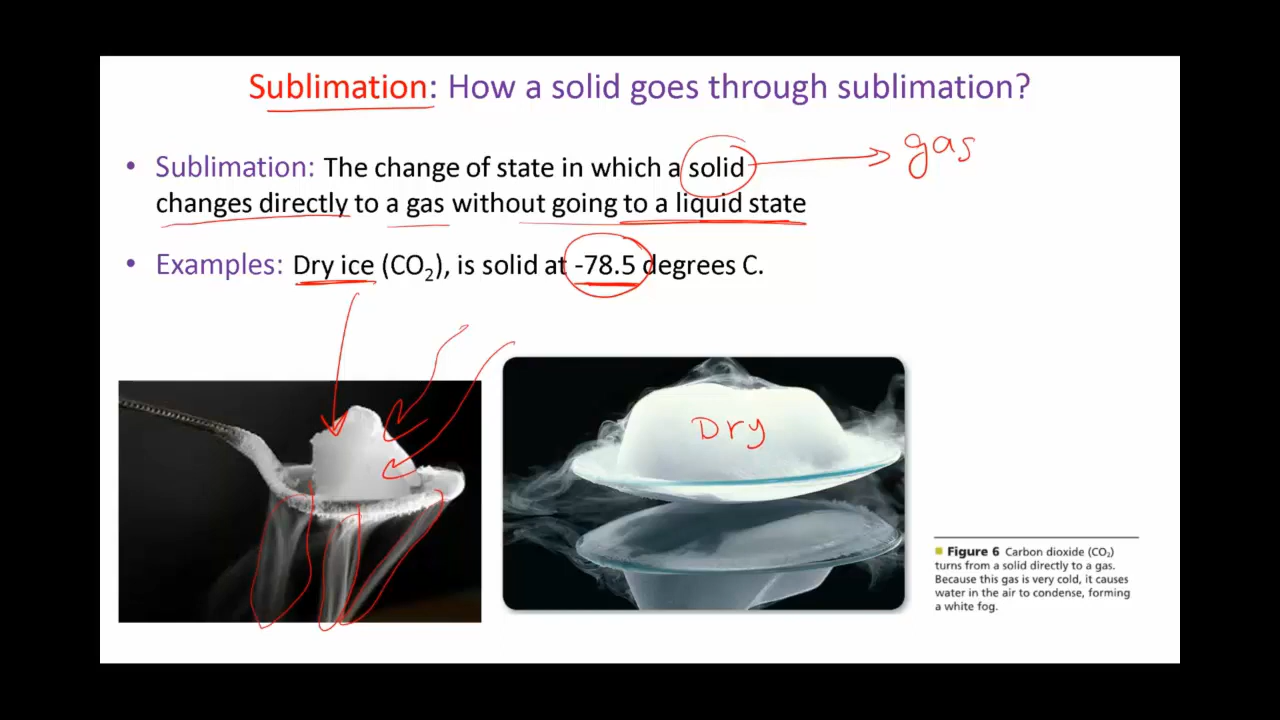 Sublimation: How a solid goes through sublimation?
• Sublimation: The change of state in which a solid
gas
changes directly to a gas without going to a liquid state
• Examples: Dry ice (CO₂), is solid at -78.5 degrees C.
Dry
Figure 6 Carbon dioxide (CO₂)
turns from a solid directly to a gas.
Because this gas is very cold, it causes
water in the air to condense, forming
a white fog.